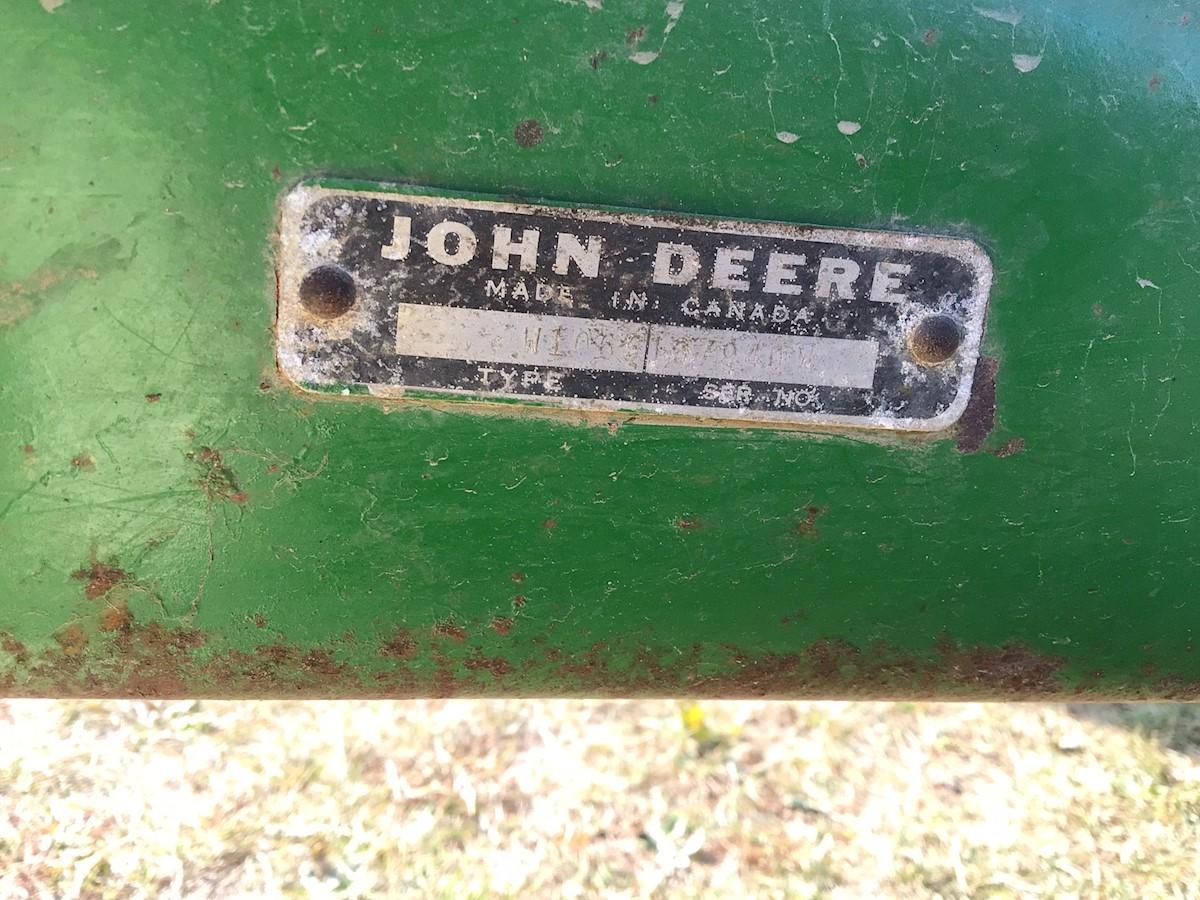 JOHN DEERE
MADE IN CANADA
TYPE SER. NO.